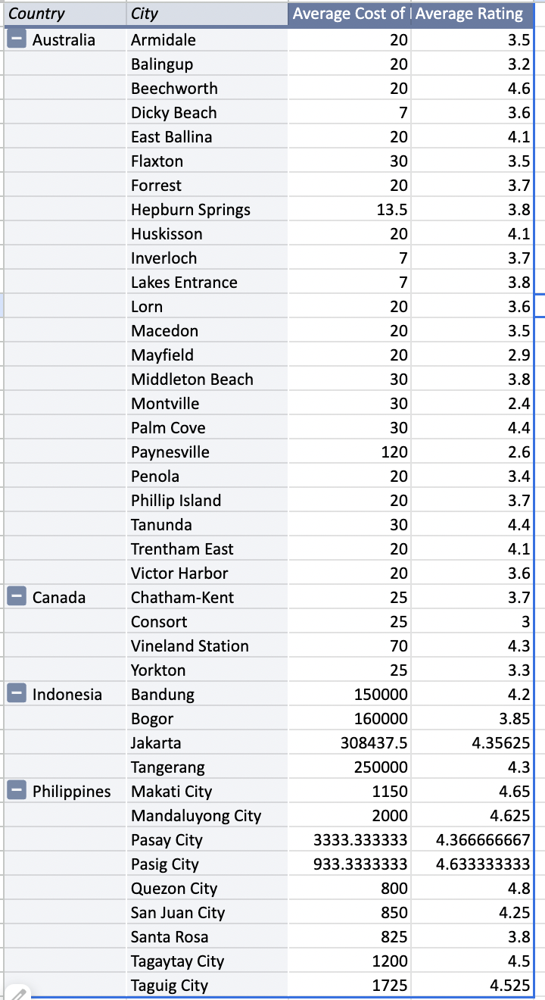 Country City Average Cost of Average Rating
Australia Armidale 20 3.5
Balingup 20 3.2
Beechworth 20 4.6
Dicky Beach 7 3.6
East Ballina 20 4.1
Flaxton 30 3.5
Forrest 20 3.7
Hepburn Springs 13.5 3.8
Huskisson 20 4.1
Inverloch 7 3.7
Lakes Entrance 7 3.8
Lorn 20 3.6
Macedon 20 3.5
Mayfield 20 2.9
Middleton Beach 30 3.8
Montville 30 2.4
Palm Cove 30 4.4
Paynesville 120 2.6
Penola 20 3.4
Phillip Island 20 3.7
Tanunda 30 4.4
Trentham East 20 4.1
Victor Harbor 20 3.6
Canada Chatham-Kent 25 3.7
Consort 25 3
Vineland Station 70 4.3
Yorkton 25 3.3
Indonesia Bandung 150000 4.2
Bogor 160000 3.85
Jakarta 308437.5 4.35625
Tangerang 250000 4.3
Philippines Makati City 1150 4.65
Mandaluyong City 2000 4.625
Pasay City 3333.333333 4.366666667
Pasig City 933.3333333 4.633333333
Quezon City 800 4.8
San Juan City 850 4.25
Santa Rosa 825 3.8
Tagaytay City 1200 4.5
Taguig City 1725 4.525